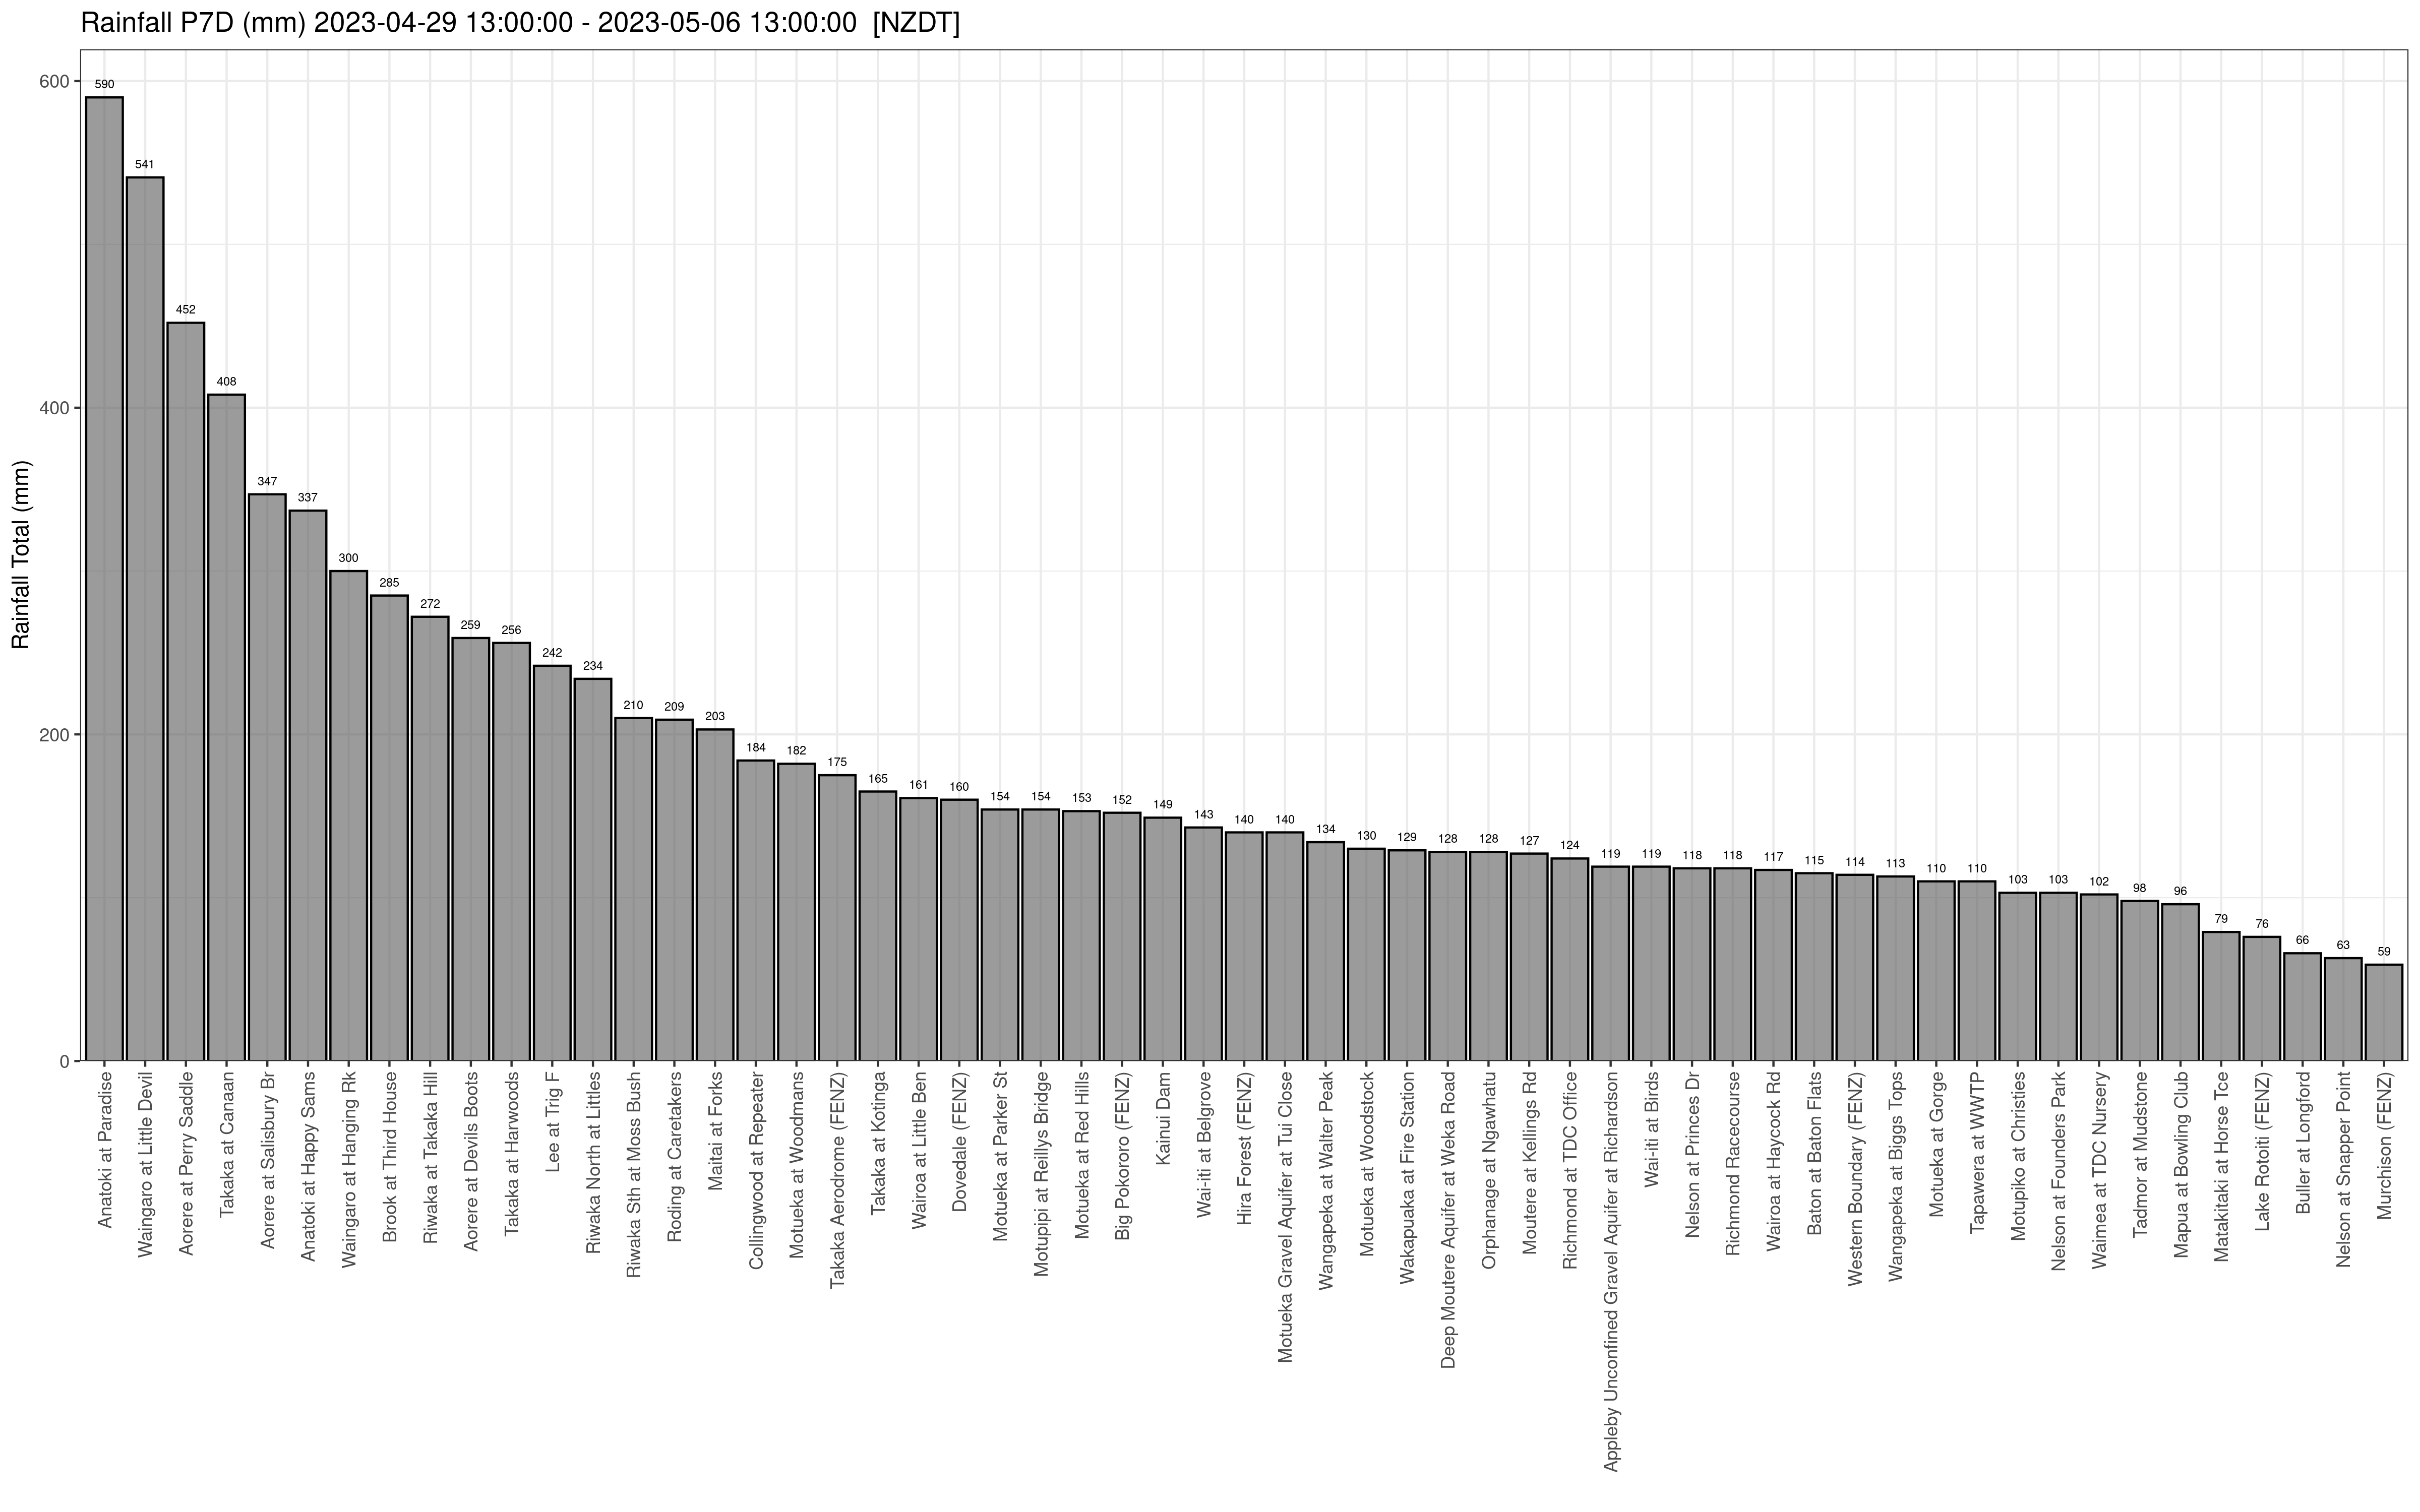 Rainfall P7D (mm) 2023-04-29 13:00:00 - 2023-05-06 13:00:00  [NZDT]
Rainfall Total (mm)
600
400
200
0
590
541
452
408
347
337
300
285
272
259
256
242
234
210
209
203
184
182
175
165
161
160
154
154
153
152
149
143
140
140
134
130
129
128
128
127
124
119
119
118
118
117
115
114
113
110
110
103
103
102
98
96
79
76
66
63
59
Anatoki at Paradise
Waingaro at Little Devil
Aorere at Perry Saddle
Takaka at Canaan
Aorere at Salisbury Br
Anatoki at Happy Sams
Waingaro at Hanging Rk
Brook at Third House
Riwaka at Takaka Hill
Aorere at Devils Boots
Takaka at Harwoods
Lee at Trig F
Riwaka North at Littles
Riwaka Sth at Moss Bush
Roding at Caretakers
Maitai at Forks
Collingwood at Repeater
Motueka at Woodmans
Takaka Aerodrome (FENZ)
Takaka at Kotinga
Wairoa at Little Ben
Dovedale (FENZ)
Motueka at Parker St
Motupipi at Reillys Bridge
Motueka at Red Hills
Big Pokororo (FENZ)
Kainui Dam
Wai-iti at Belgrove
Hira Forest (FENZ)
Motueka Gravel Aquifer at Tui Close
Wangapeka at Walter Peak
Motueka at Woodstock
Wakapuaka at Fire Station
Deep Moutere Aquifer at Weka Road
Orphanage at Ngawhatu
Moutere at Kellings Rd
Richmond at TDC Office
Appleby Unconfined Gravel Aquifer at Richardson
Wai-iti at Birds
Nelson at Princes Dr
Richmond Racecourse
Wairoa at Haycock Rd
Baton at Baton Flats
Western Boundary (FENZ)
Wangapeka at Biggs Tops
Motueka at Gorge
Tapawera at WWTP
Motupiko at Christies
Nelson at Founders Park
Waimea at TDC Nursery
Tadmor at Mudstone
Mapua at Bowling Club
Matakitaki at Horse Tce
Lake Rotoiti (FENZ)
Buller at Longford
Nelson at Snapper Point
Murchison (FENZ)